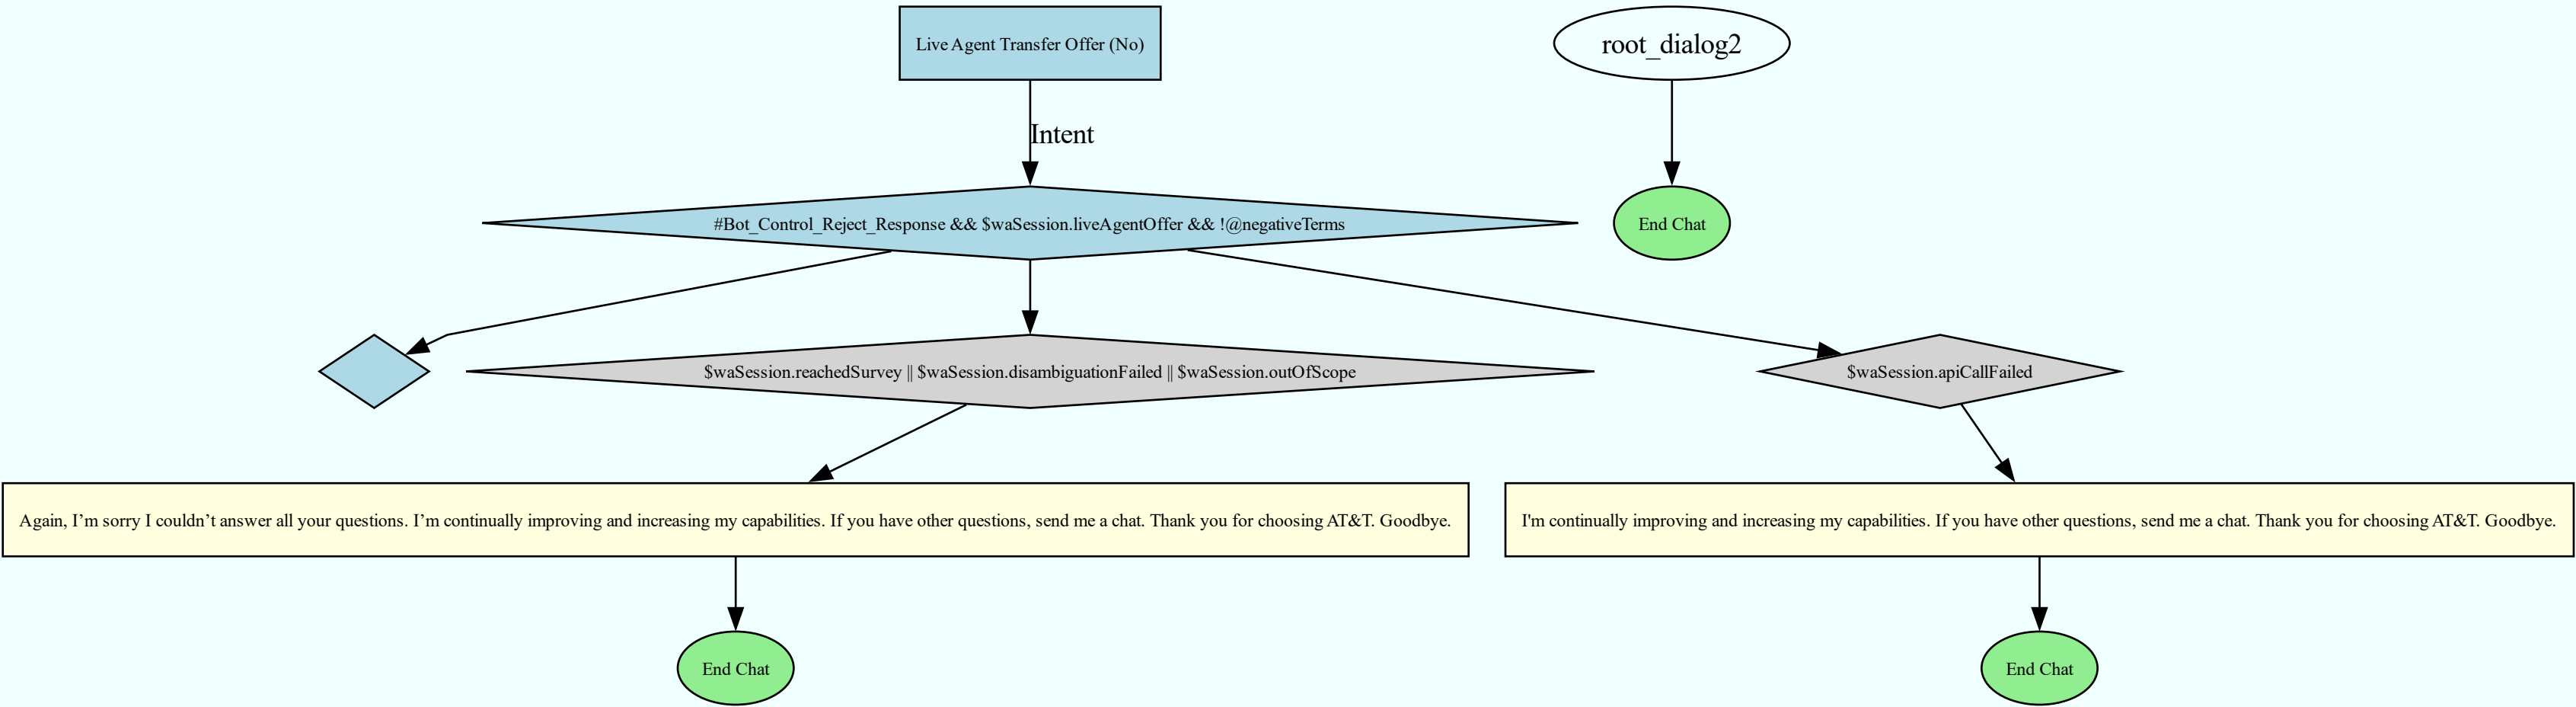 Live Agent Transfer Offer (No)
root_dialog2
Intent
#Bot_Control_Reject_Response && $waSession.liveAgentOffer && !@negativeTerms
End Chat
$waSession.reachedSurvey || $waSession.disambiguationFailed || $waSession.outOfScope
$waSession.apiCallFailed
Again, I’m sorry I couldn’t answer all your questions. I’m continually improving and increasing my capabilities. If you have other questions, send me a chat. Thank you for choosing AT&T. Goodbye.
I'm continually improving and increasing my capabilities. If you have other questions, send me a chat. Thank you for choosing AT&T. Goodbye.
End Chat
End Chat